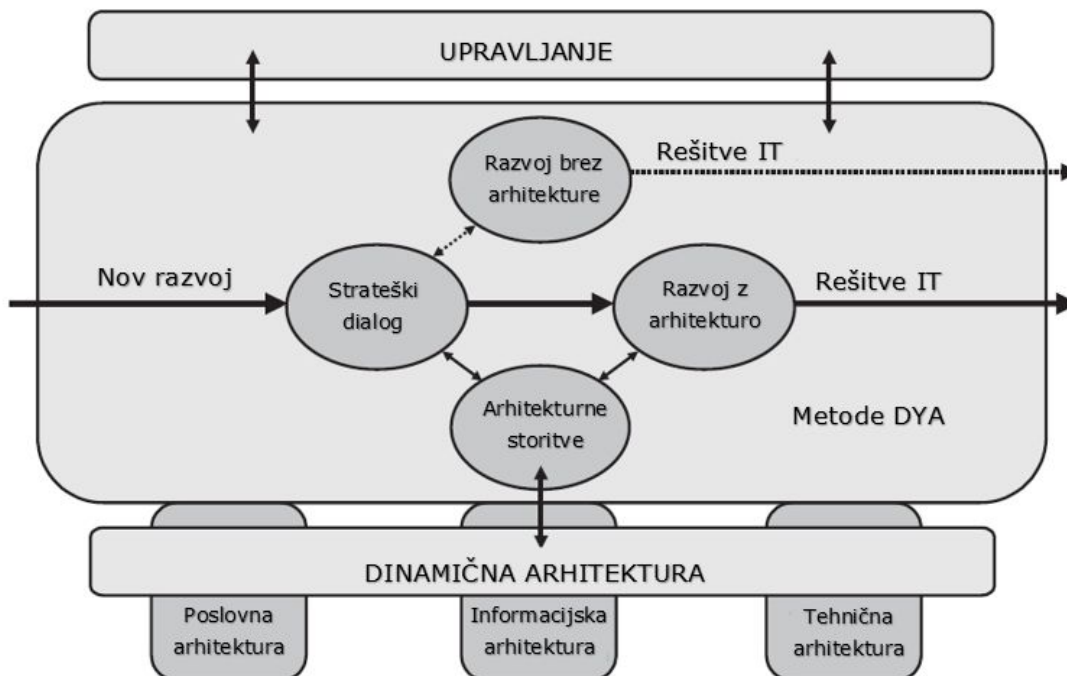 UPRAVLJANJE
Razvoj brez
arhitekture
Rešitve IT
Nov razvoj
Strateški
dialog
Razvoj z
arhitekturo
Rešitve IT
Arhitekturne
storitve
Metode DYA
DINAMIČNA ARHITEKTURA
Poslovna
arhitektura
Informacijska
arhitektura
Tehnična
arhitektura